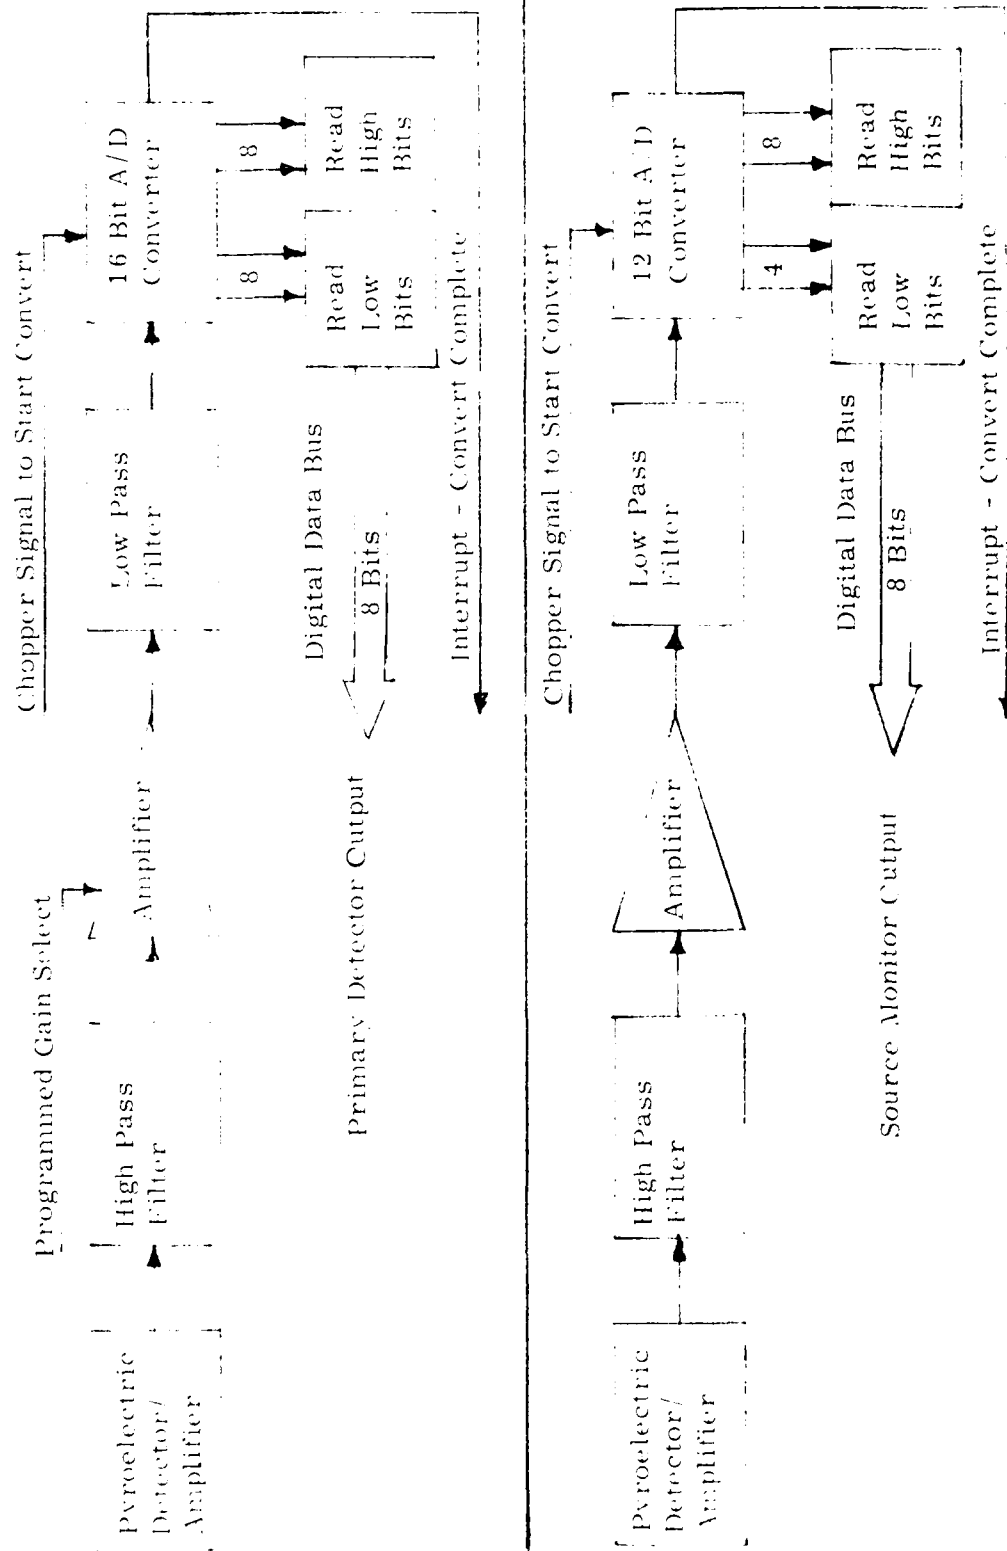 Programmed Gain Select
Chopper Signal to Start Convert
Pyroelectric
Detector/
Amplifier
High Pass
Filter
Amplifier
Low Pass
Filter
16 Bit A/D
Converter
8
8
Read
Low
Bits
Read
High
Bits
Digital Data Bus
8 Bits
Primary Detector Output
Interrupt - Convert Complete
Chopper Signal to Start Convert
Pyroelectric
Detector/
Amplifier
High Pass
Filter
Amplifier
Low Pass
Filter
12 Bit A/D
Converter
4
8
Read
Low
Bits
Read
High
Bits
Digital Data Bus
8 Bits
Source Monitor Output
Interrupt - Convert Complete